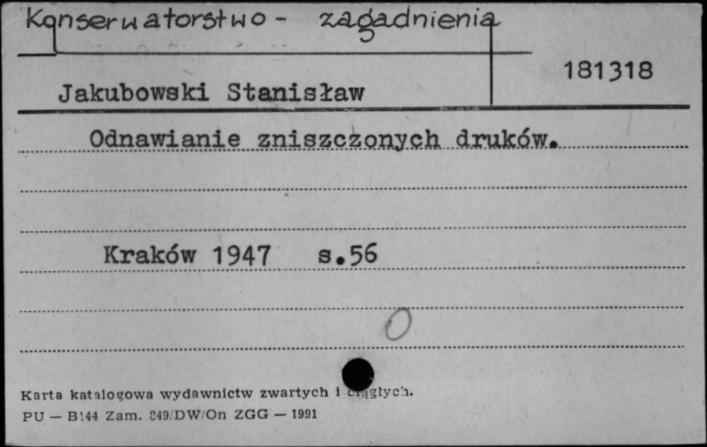 Konserwatorstwo - zagadnienia
181318
Jakubowski Stanisław
Odnawianie zniszczonych druków.
Kraków 1947 s.56
O
Karta katalogowa wydawnictw zwartych i ciągłych.
PU — B144 Zam. 849/DW/On ZGG — 1991